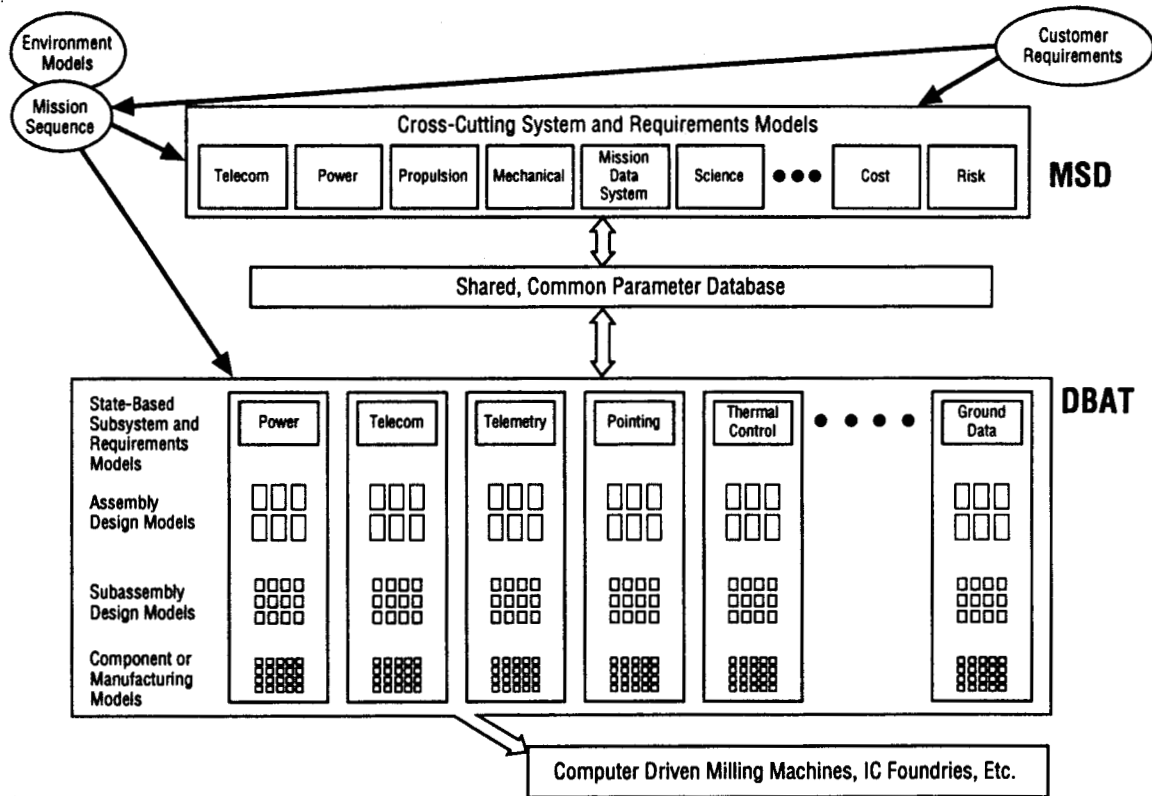 Environment
Models
Mission
Sequence
Customer
Requirements
Cross-Cutting System and Requirements Models
Telecom
Power
Propulsion
Mechanical
Mission
Data
System
Science
Cost
Risk
MSD
Shared, Common Parameter Database
DBAT
State-Based
Subsystem and
Requirements
Models
Power
Telecom
Telemetry
Pointing
Thermal
Control
Ground
Data
Assembly
Design Models
Subassembly
Design Models
Component or
Manufacturing
Models
Computer Driven Milling Machines, IC Foundries, Etc.